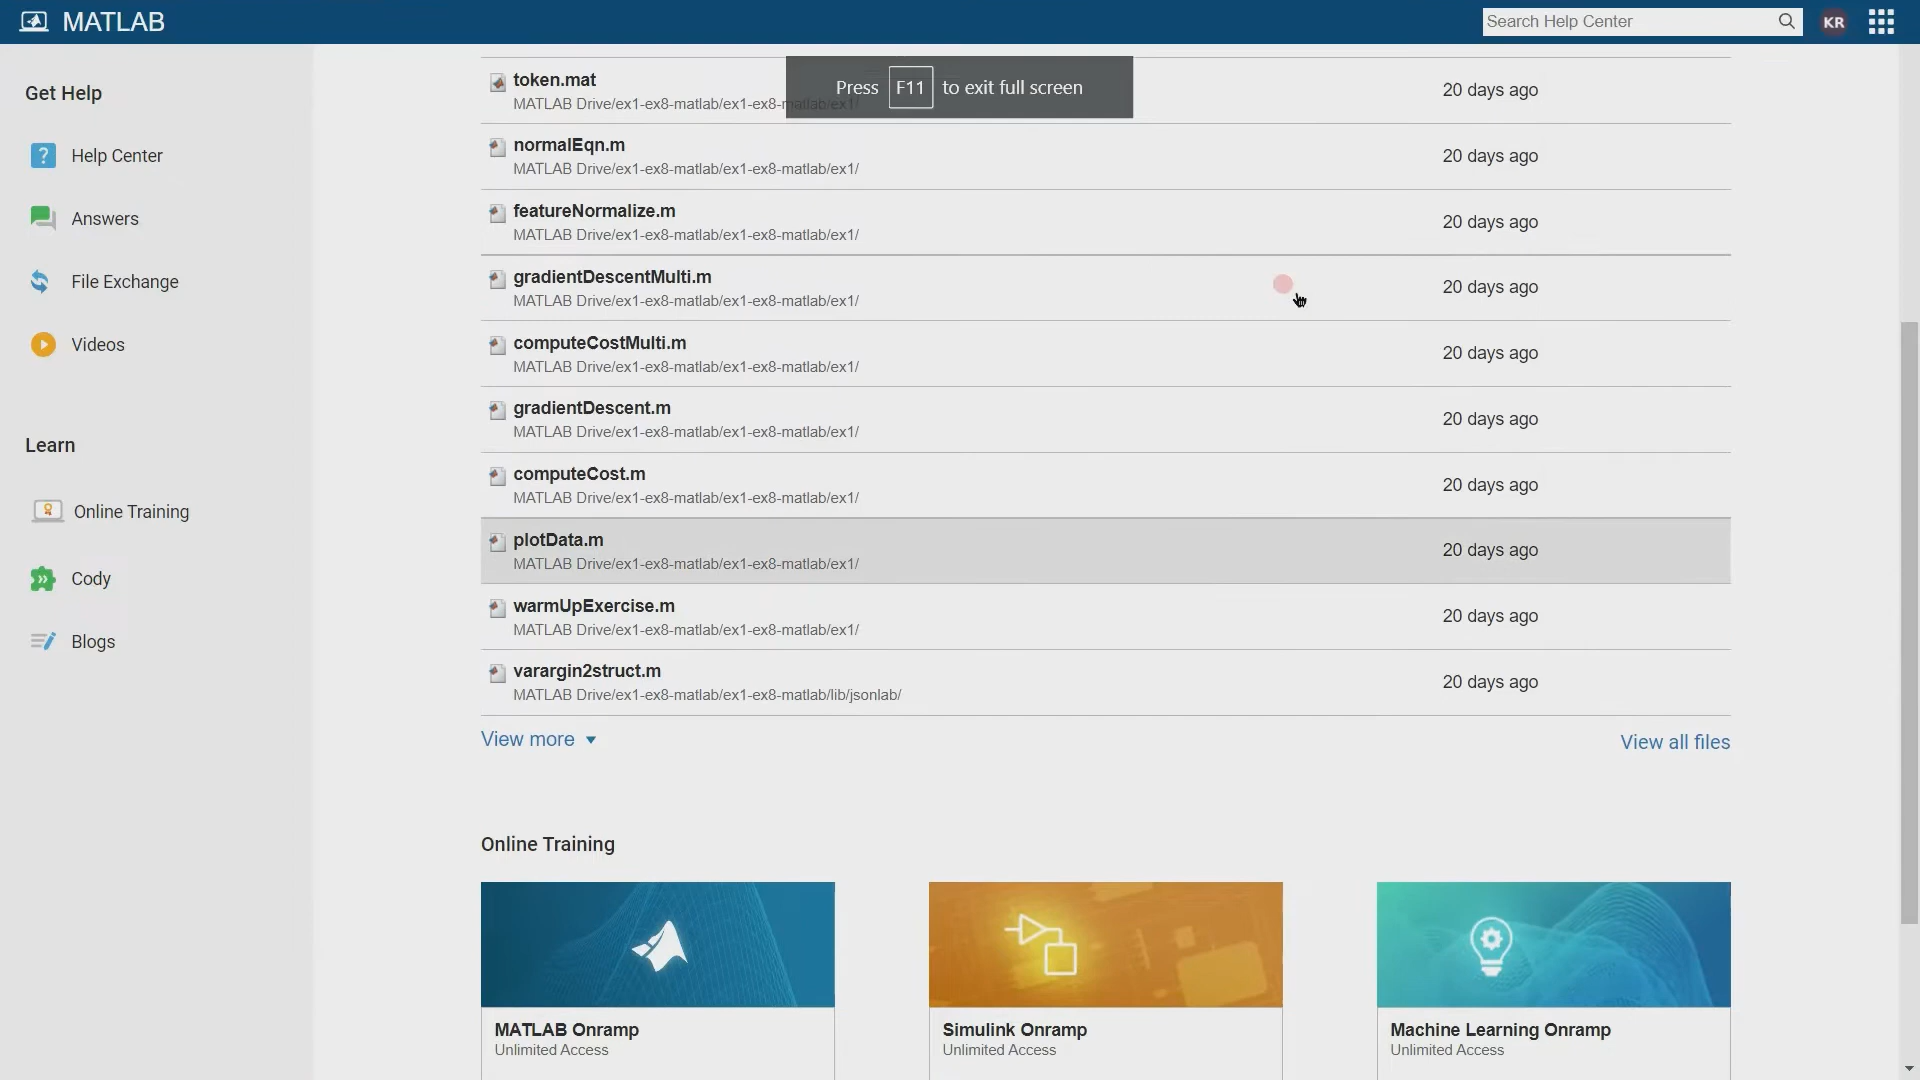 MATLAB
Search Help Center
KR
Get Help
Help Center
Answers
File Exchange
Videos
Learn
Online Training
Cody
Blogs
Press F11 to exit full screen
token.mat
MATLAB Drive/ex1-ex8-matlab/ex1-ex8-matlab/ex1/
20 days ago
normalEqn.m
MATLAB Drive/ex1-ex8-matlab/ex1-ex8-matlab/ex1/
20 days ago
featureNormalize.m
MATLAB Drive/ex1-ex8-matlab/ex1-ex8-matlab/ex1/
20 days ago
gradientDescentMulti.m
MATLAB Drive/ex1-ex8-matlab/ex1-ex8-matlab/ex1/
20 days ago
computeCostMulti.m
MATLAB Drive/ex1-ex8-matlab/ex1-ex8-matlab/ex1/
20 days ago
gradientDescent.m
MATLAB Drive/ex1-ex8-matlab/ex1-ex8-matlab/ex1/
20 days ago
computeCost.m
MATLAB Drive/ex1-ex8-matlab/ex1-ex8-matlab/ex1/
20 days ago
plotData.m
MATLAB Drive/ex1-ex8-matlab/ex1-ex8-matlab/ex1/
20 days ago
warmUpExercise.m
MATLAB Drive/ex1-ex8-matlab/ex1-ex8-matlab/ex1/
20 days ago
varargin2struct.m
MATLAB Drive/ex1-ex8-matlab/ex1-ex8-matlab/lib/jsonlab/
20 days ago
View more
View all files
Online Training
MATLAB Onramp
Unlimited Access
Simulink Onramp
Unlimited Access
Machine Learning Onramp
Unlimited Access